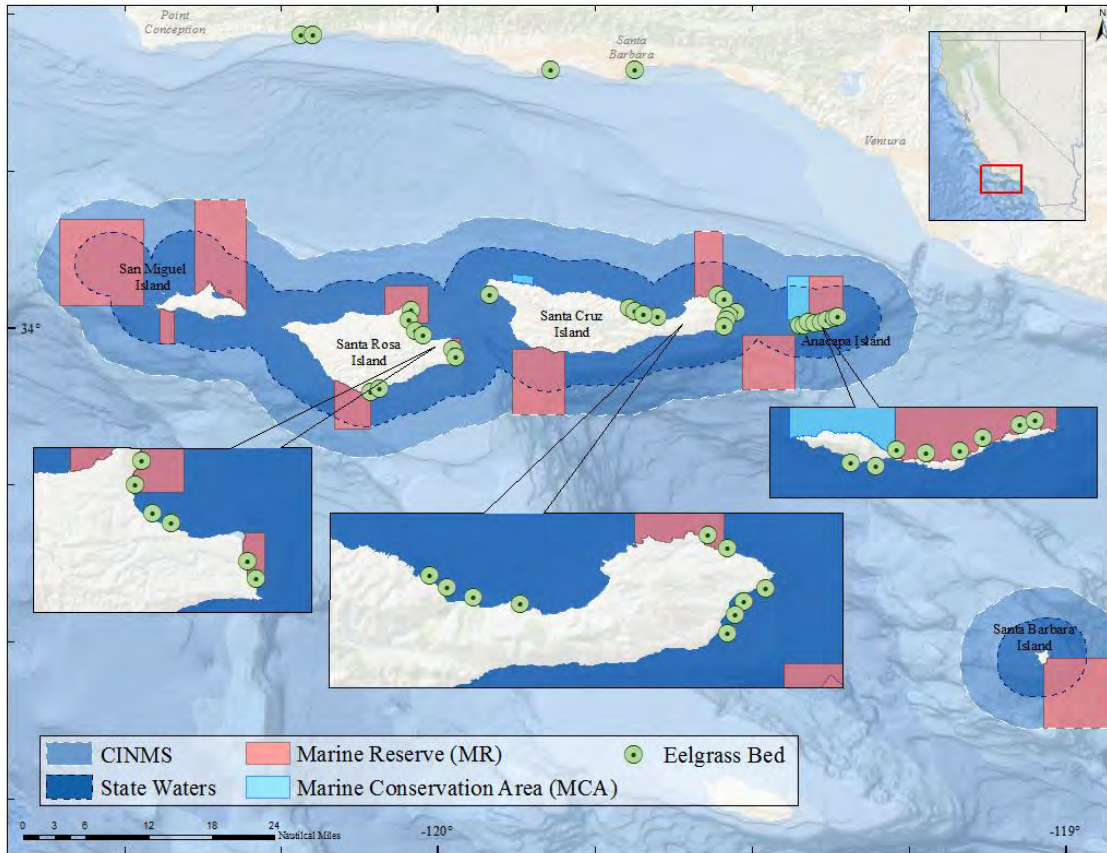 N
Point
Conception
Santa
Barbara
Ventura
San Miguel
Island
34°
Santa Rosa
Island
Santa Cruz
Island
Anacapa Island
Santa Barbara
Island
CINMS
Marine Reserve (MR)
Eelgrass Bed
State Waters
Marine Conservation Area (MCA)
0 3 6 12 18 24
Nautical Miles
-120°
-119°